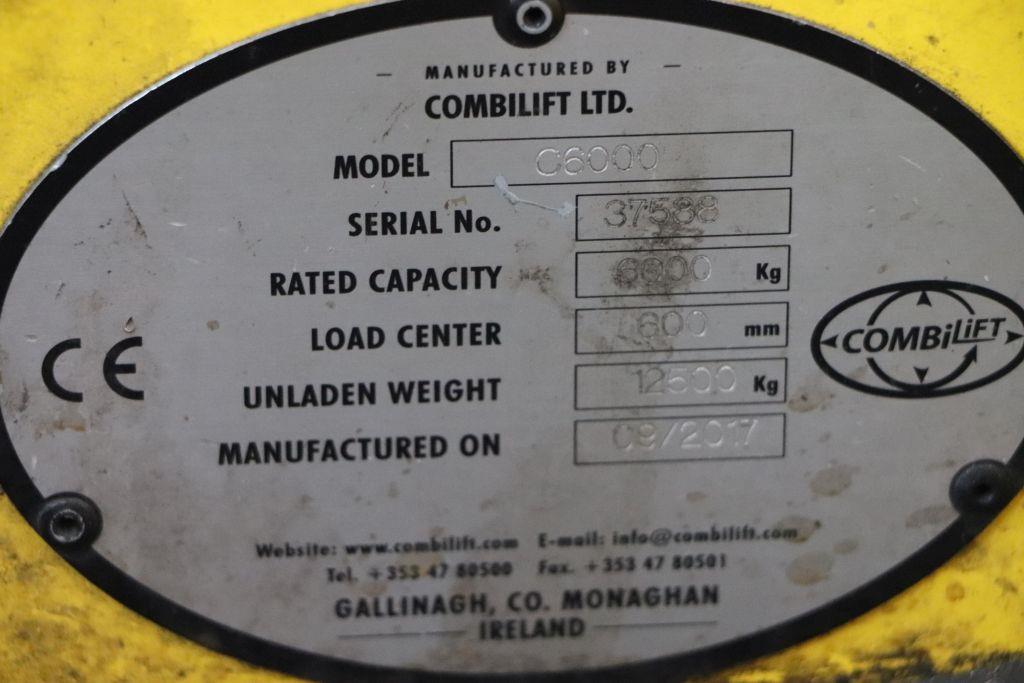 — MANUFACTURED BY —
COMBILIFT LTD.
MODEL C6000
SERIAL No. 37588
RATED CAPACITY 6000 Kg
LOAD CENTER 600 mm
UNLADEN WEIGHT 12500 Kg
MANUFACTURED ON 09/2017
CE
COMBiLiFT
Website: www.combilift.com E-mail: info@combilift.com
Tel. +353 47 80500 Fax. +353 47 80501
GALLINAGH, CO. MONAGHAN
IRELAND